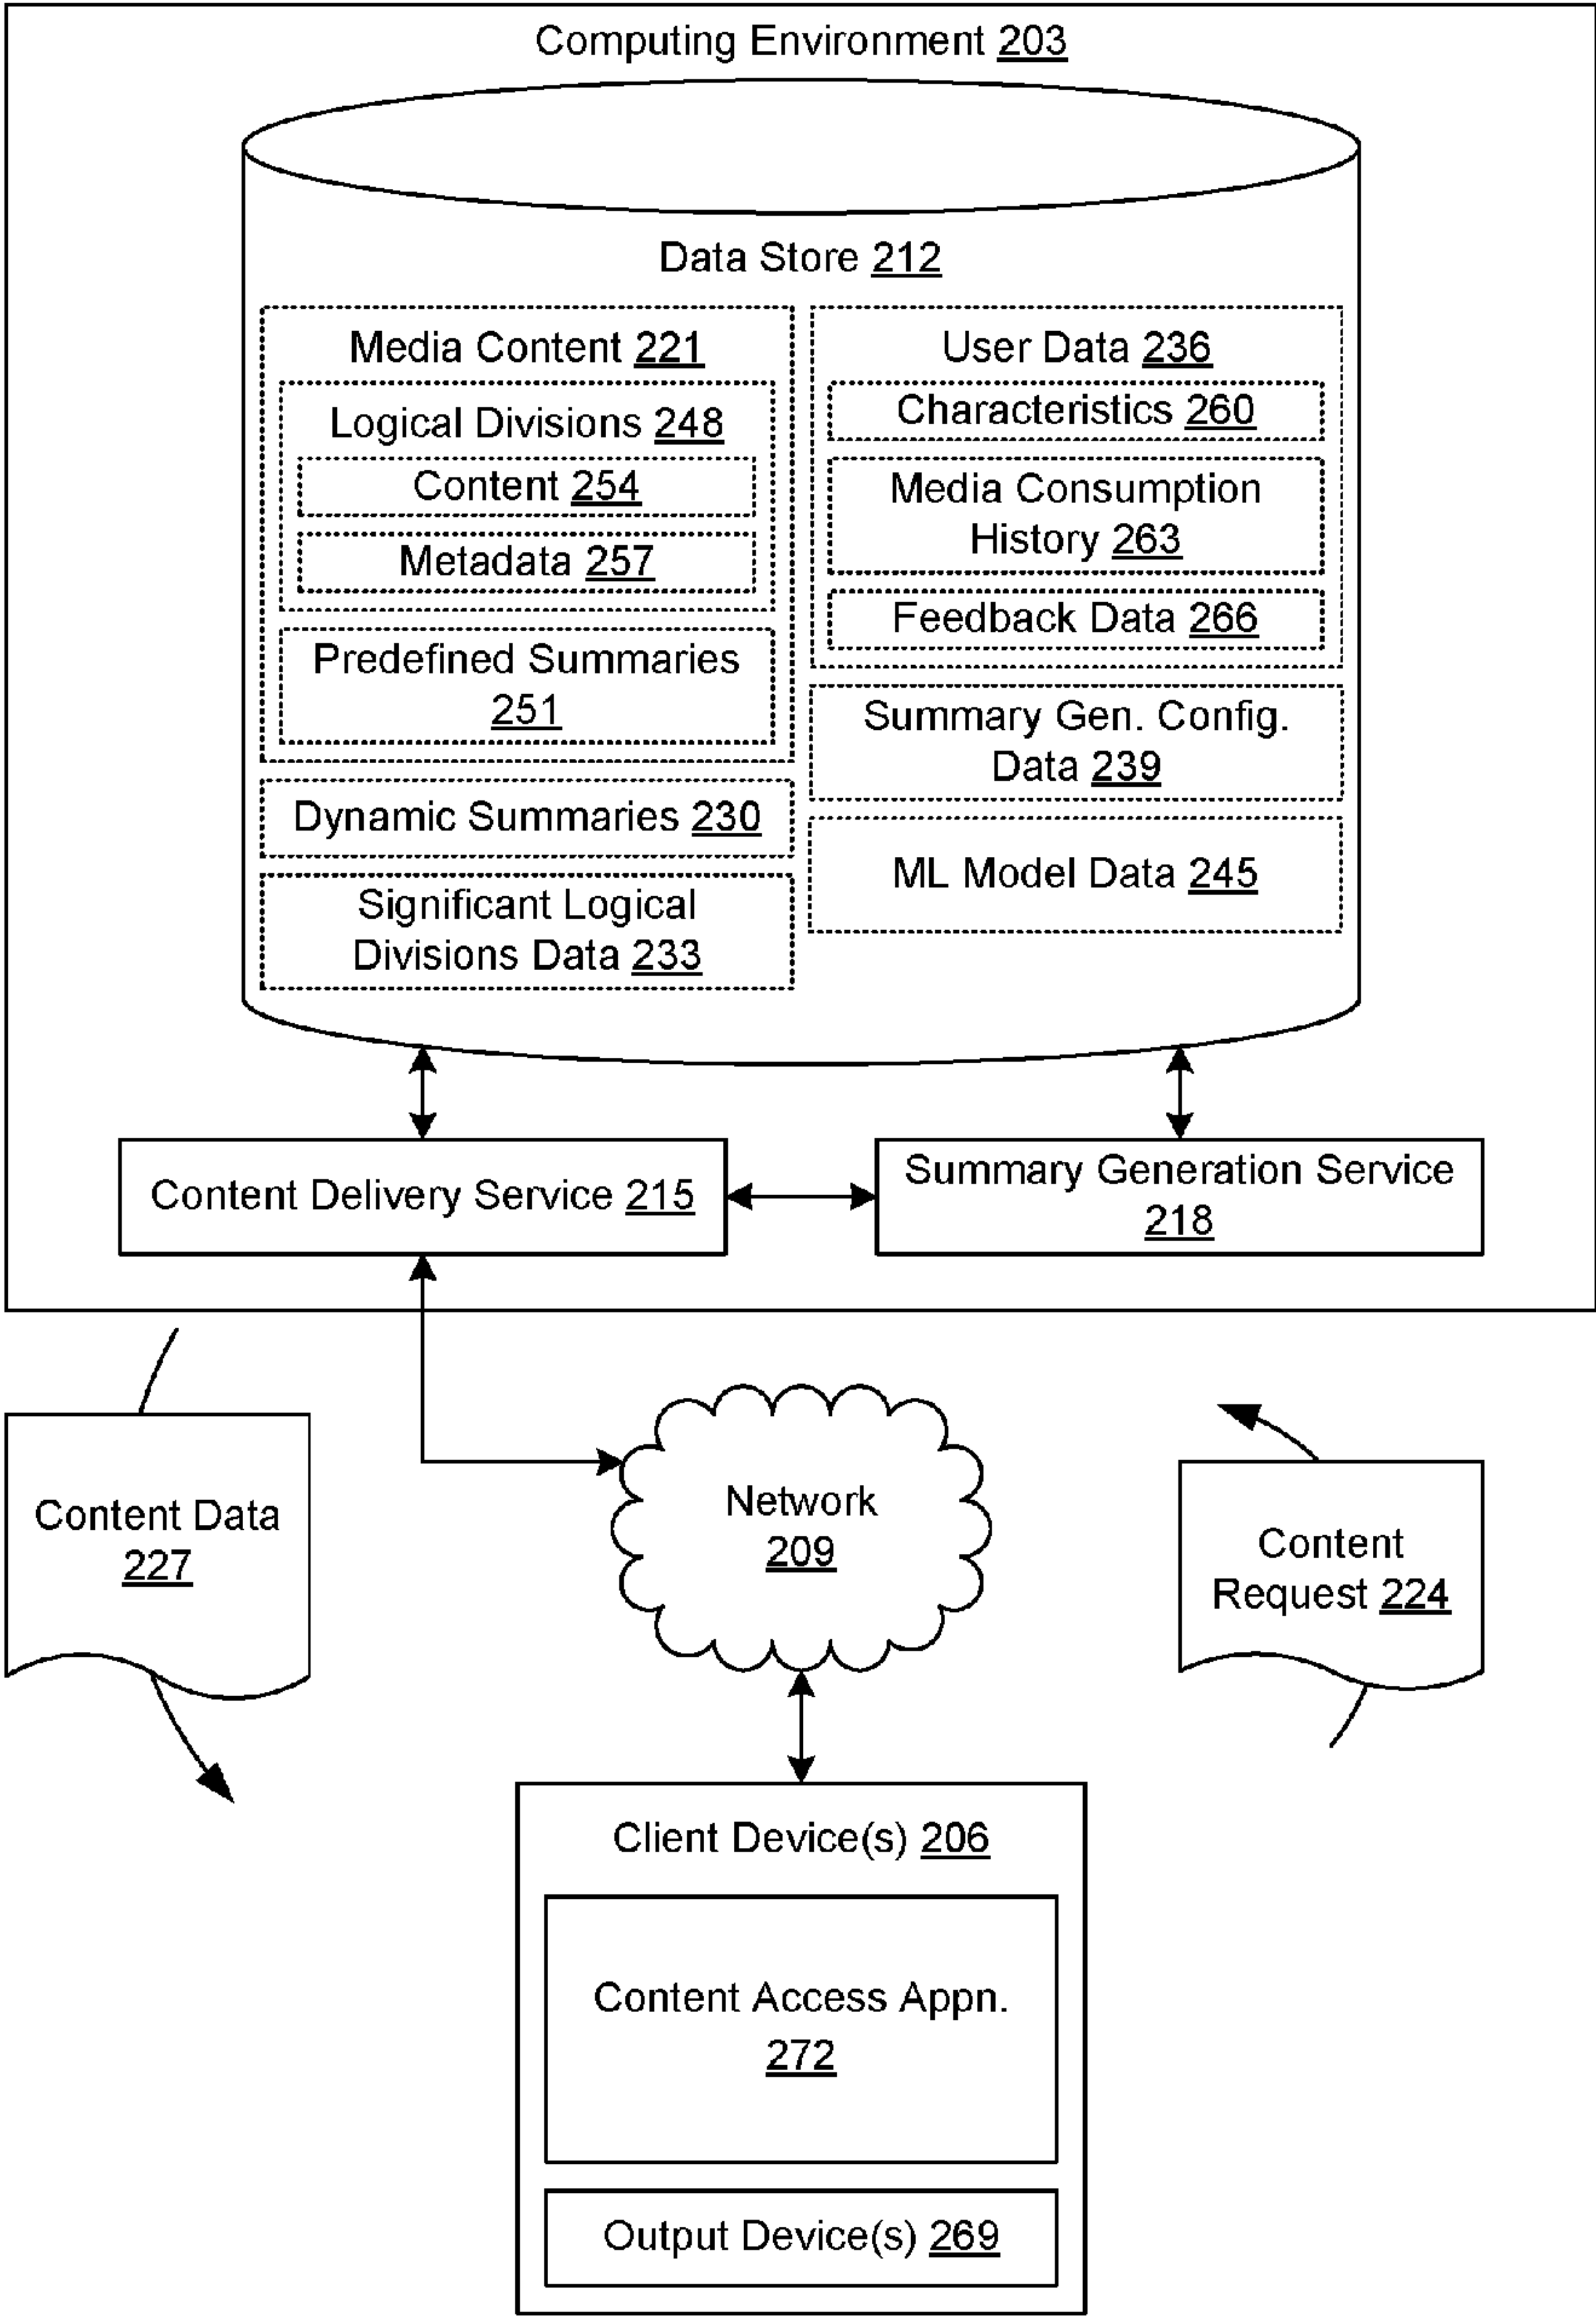 Computing Environment 203
Data Store 212
Media Content 221
Logical Divisions 248
Content 254
Metadata 257
Predefined Summaries
251
Dynamic Summaries 230
Significant Logical
Divisions Data 233
User Data 236
Characteristics 260
Media Consumption
History 263
Feedback Data 266
Summary Gen. Config.
Data 239
ML Model Data 245
Content Delivery Service 215
Summary Generation Service
218
Content Data
227
Network
209
Content
Request 224
Client Device(s) 206
Content Access Appn.
272
Output Device(s) 269